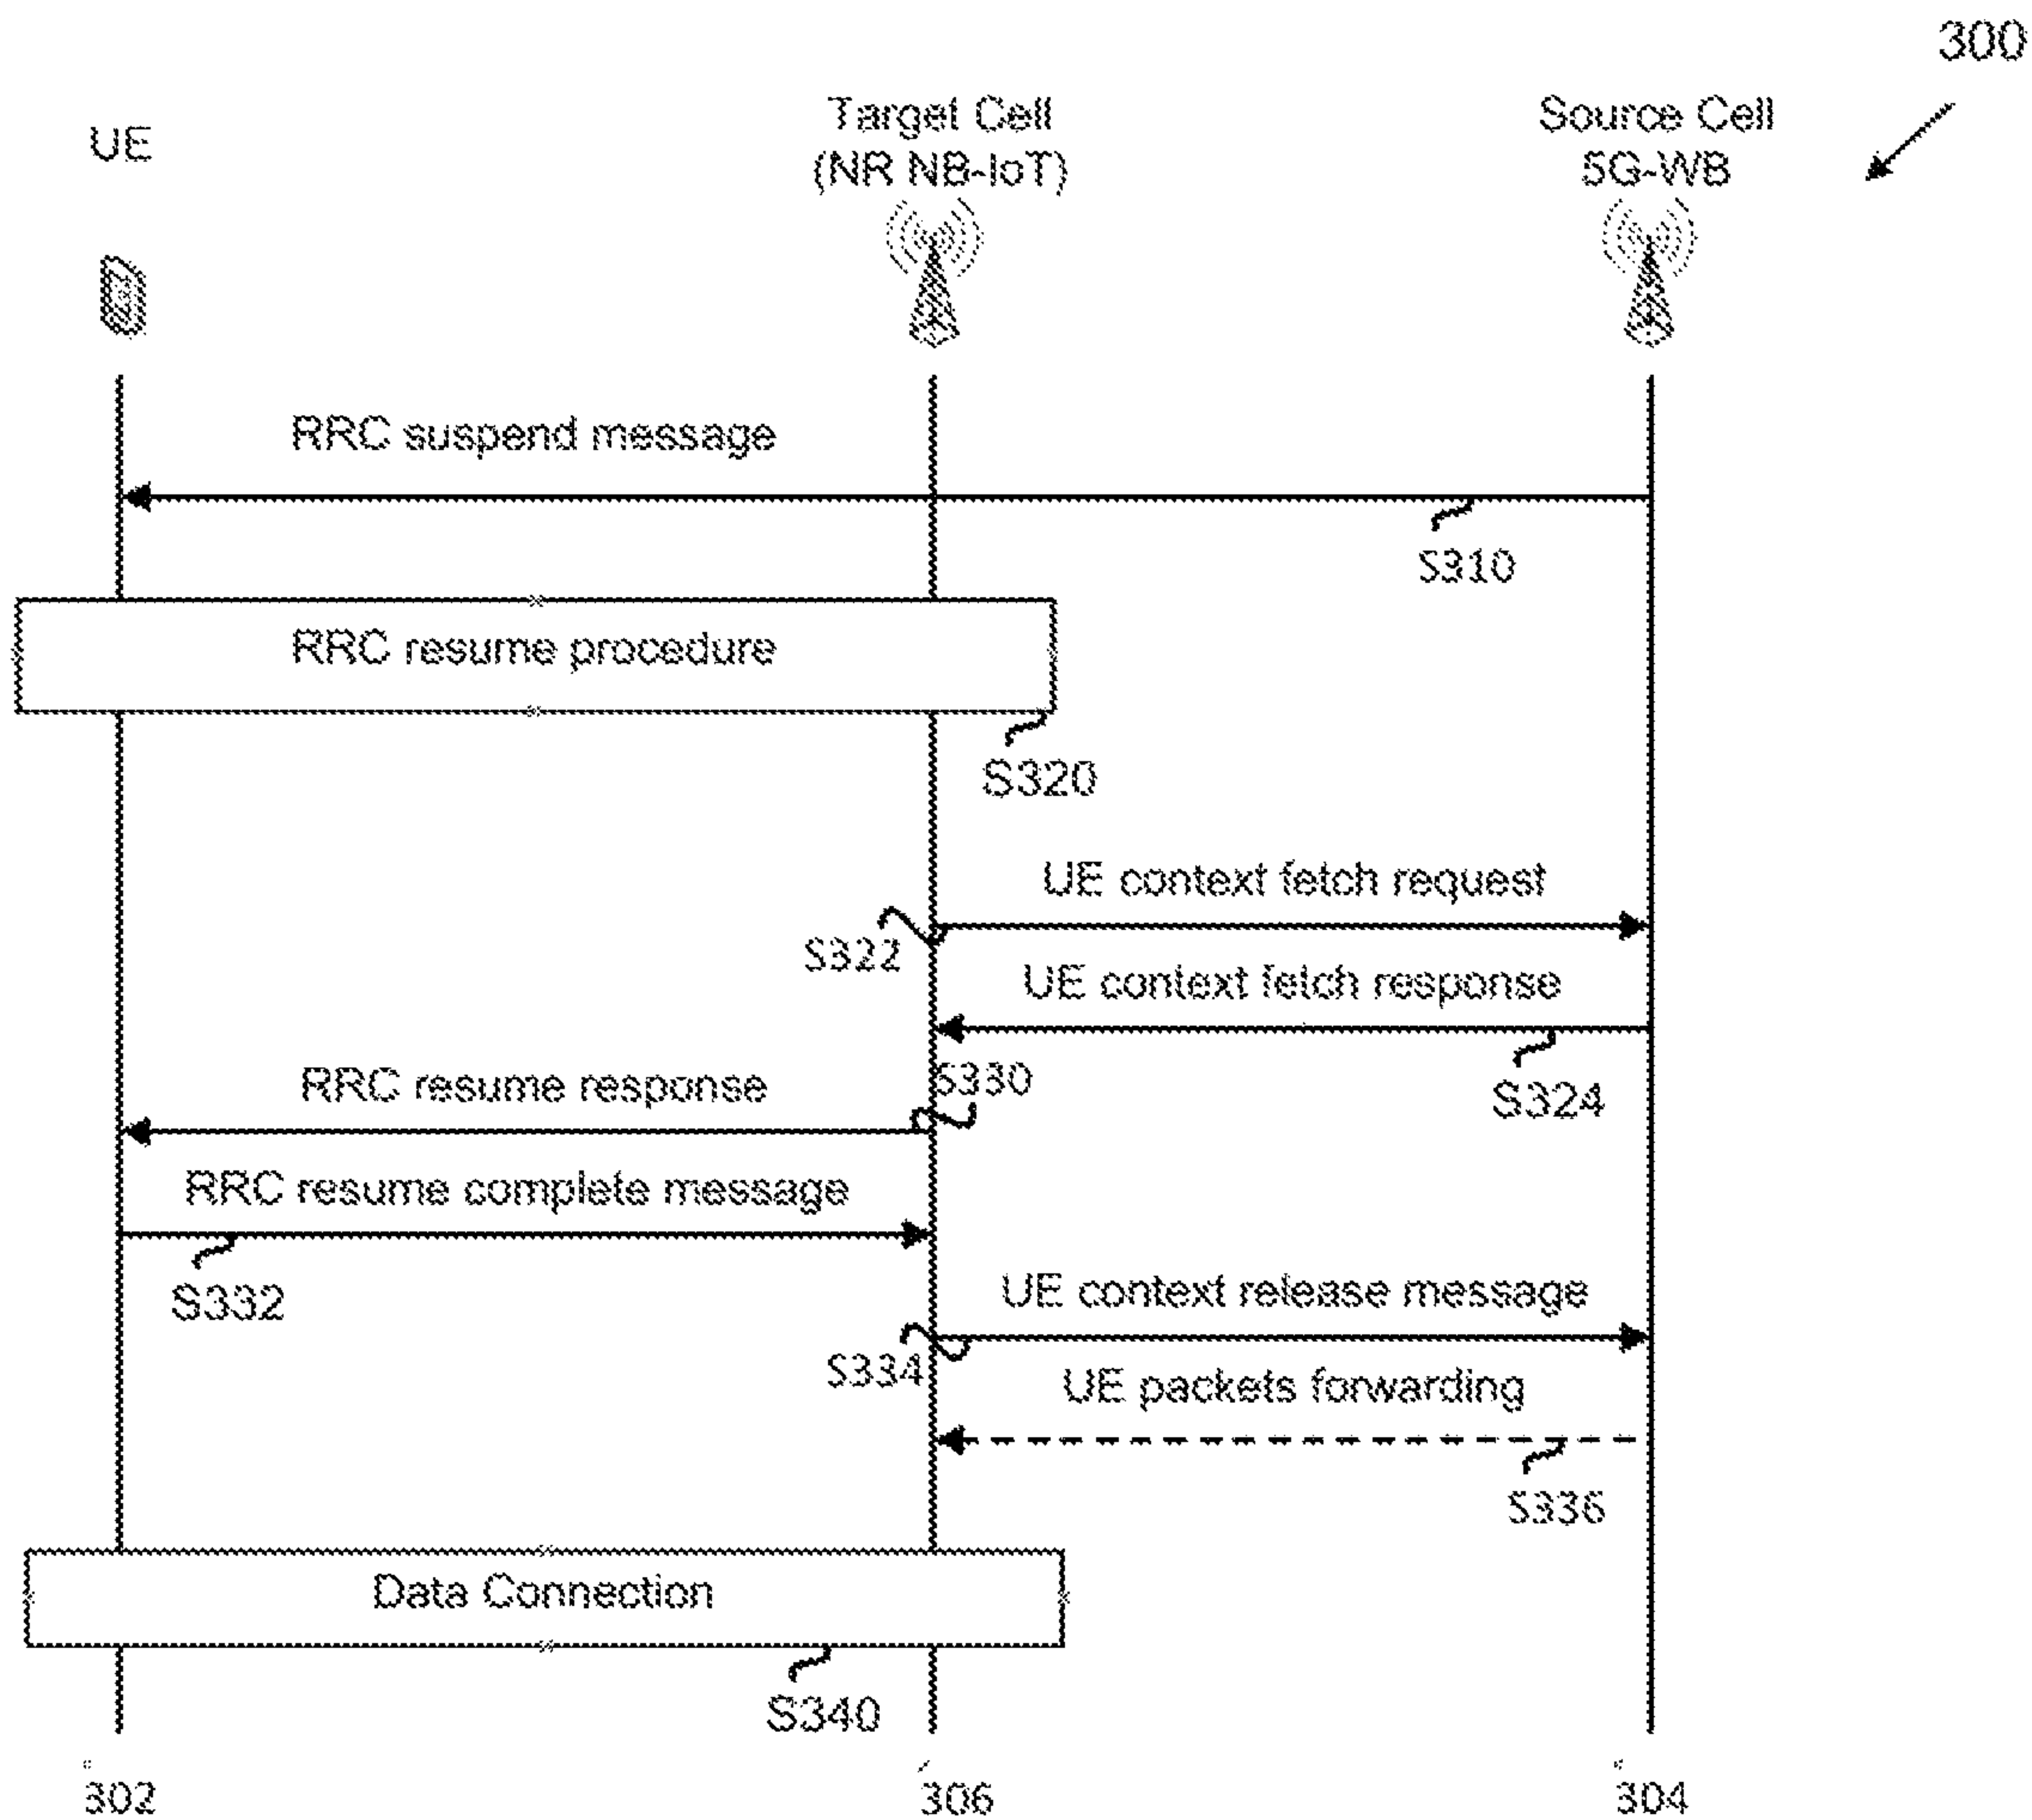 300
UE
Target Cell
(NR NB-IoT)
Source Cell
5G-WB
RRC suspend message
S310
RRC resume procedure
S320
UE context fetch request
S322
UE context fetch response
S324
S330
RRC resume response
RRC resume complete message
S332
UE context release message
S334
UE packets forwarding
S336
Data Connection
S340
302
306
304